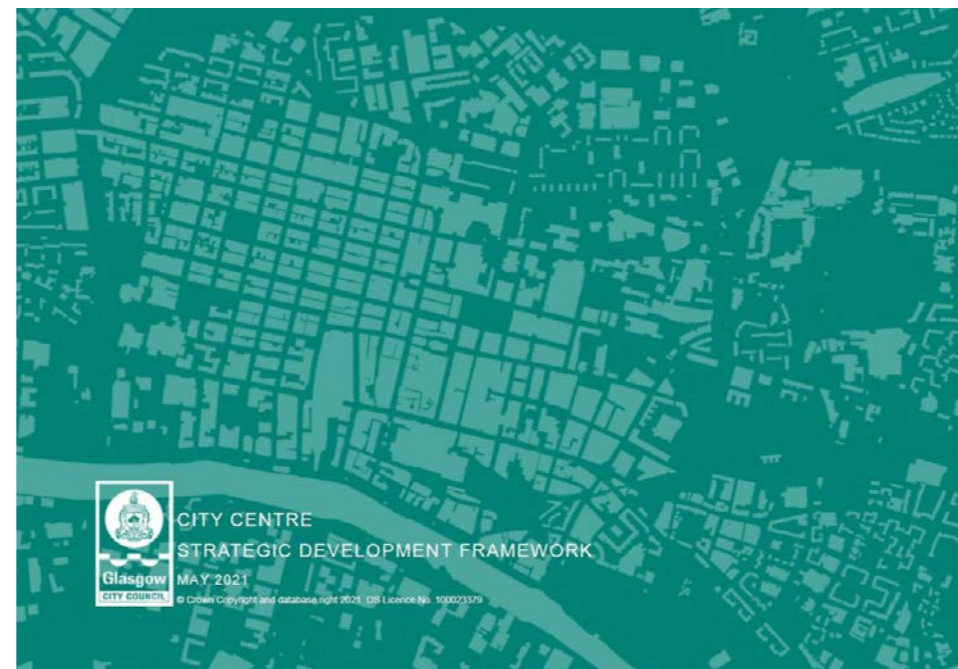 CITY CENTRE
STRATEGIC DEVELOPMENT FRAMEWORK
Glasgow
CITY COUNCIL
MAY 2021
© Crown Copyright and database right 2021. OS Licence No. 100023379